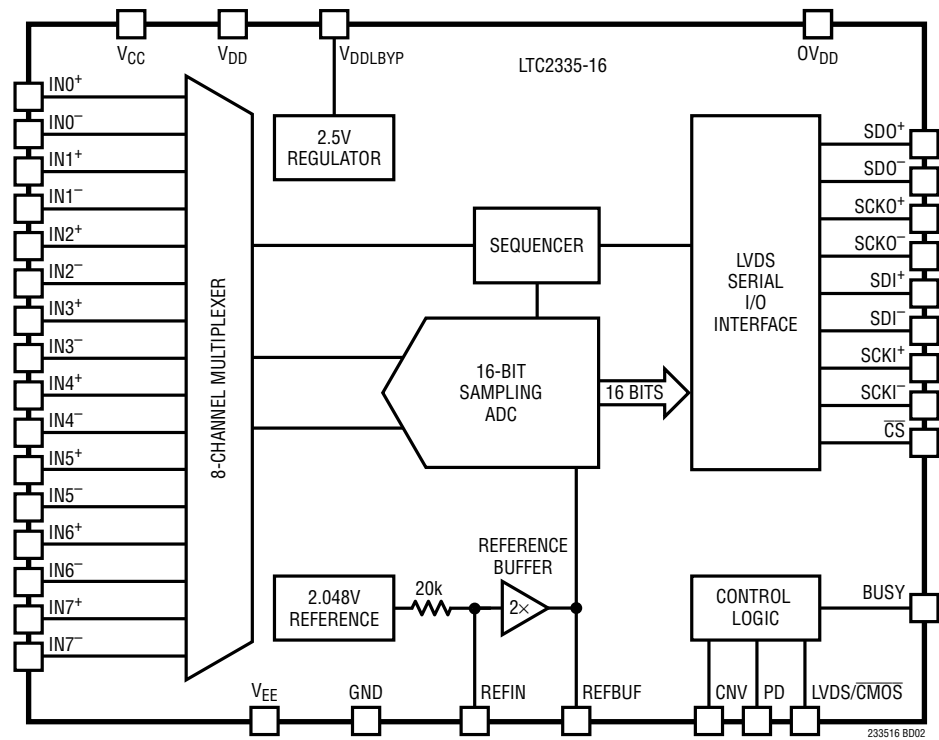 V_CC
V_DD
V_DDLBYP
LTC2335-16
OV_DD
IN0⁺
IN0⁻
IN1⁺
IN1⁻
IN2⁺
IN2⁻
IN3⁺
IN3⁻
IN4⁺
IN4⁻
IN5⁺
IN5⁻
IN6⁺
IN6⁻
IN7⁺
IN7⁻
8-CHANNEL MULTIPLEXER
2.5V
REGULATOR
SEQUENCER
16-BIT
SAMPLING
ADC
16 BITS
LVDS
SERIAL
I/O
INTERFACE
SDO⁺
SDO⁻
SCKO⁺
SCKO⁻
SDI⁺
SDI⁻
SCKI⁺
SCKI⁻
C̅S̅
2.048V
REFERENCE
20k
REFERENCE
BUFFER
2×
CONTROL
LOGIC
BUSY
V_EE
GND
REFIN
REFBUF
CNV
PD
LVDS/C̅M̅O̅S̅
233516 BD02